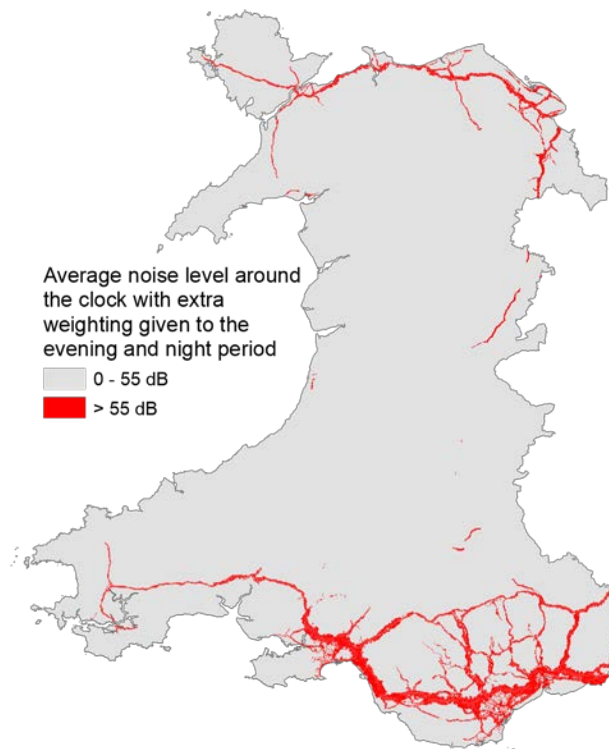 Average noise level around
the clock with extra
weighting given to the
evening and night period
0 - 55 dB
> 55 dB